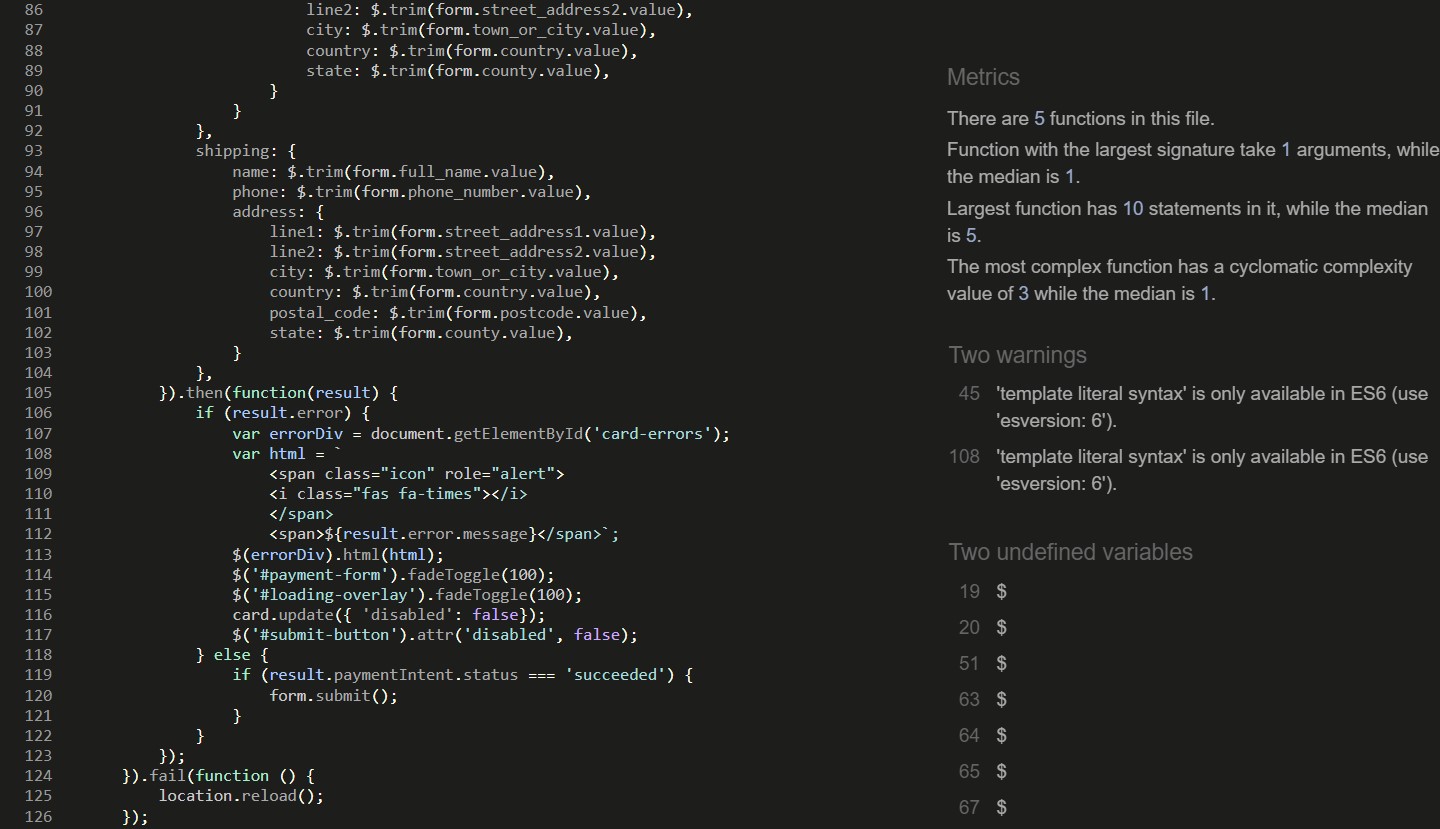 86 line2: $.trim(form.street_address2.value),
87 city: $.trim(form.town_or_city.value),
88 country: $.trim(form.country.value),
89 state: $.trim(form.county.value),
90 }
91 }
92 },
93 shipping: {
94 name: $.trim(form.full_name.value),
95 phone: $.trim(form.phone_number.value),
96 address: {
97 line1: $.trim(form.street_address1.value),
98 line2: $.trim(form.street_address2.value),
99 city: $.trim(form.town_or_city.value),
100 country: $.trim(form.country.value),
101 postal_code: $.trim(form.postcode.value),
102 state: $.trim(form.county.value),
103 }
104 },
105 }).then(function(result) {
106 if (result.error) {
107 var errorDiv = document.getElementById('card-errors');
108 var html = `
109 <span class="icon" role="alert">
110 <i class="fas fa-times"></i>
111 </span>
112 <span>${result.error.message}</span>`;
113 $(errorDiv).html(html);
114 $('#payment-form').fadeToggle(100);
115 $('#loading-overlay').fadeToggle(100);
116 card.update({ 'disabled': false});
117 $('#submit-button').attr('disabled', false);
118 } else {
119 if (result.paymentIntent.status === 'succeeded') {
120 form.submit();
121 }
122 }
123 });
124 }).fail(function () {
125 location.reload();
126 });
Metrics
There are 5 functions in this file.
Function with the largest signature take 1 arguments, while
the median is 1.
Largest function has 10 statements in it, while the median
is 5.
The most complex function has a cyclomatic complexity
value of 3 while the median is 1.
Two warnings
45 'template literal syntax' is only available in ES6 (use
'esversion: 6').
108 'template literal syntax' is only available in ES6 (use
'esversion: 6').
Two undefined variables
19 $
20 $
51 $
63 $
64 $
65 $
67 $